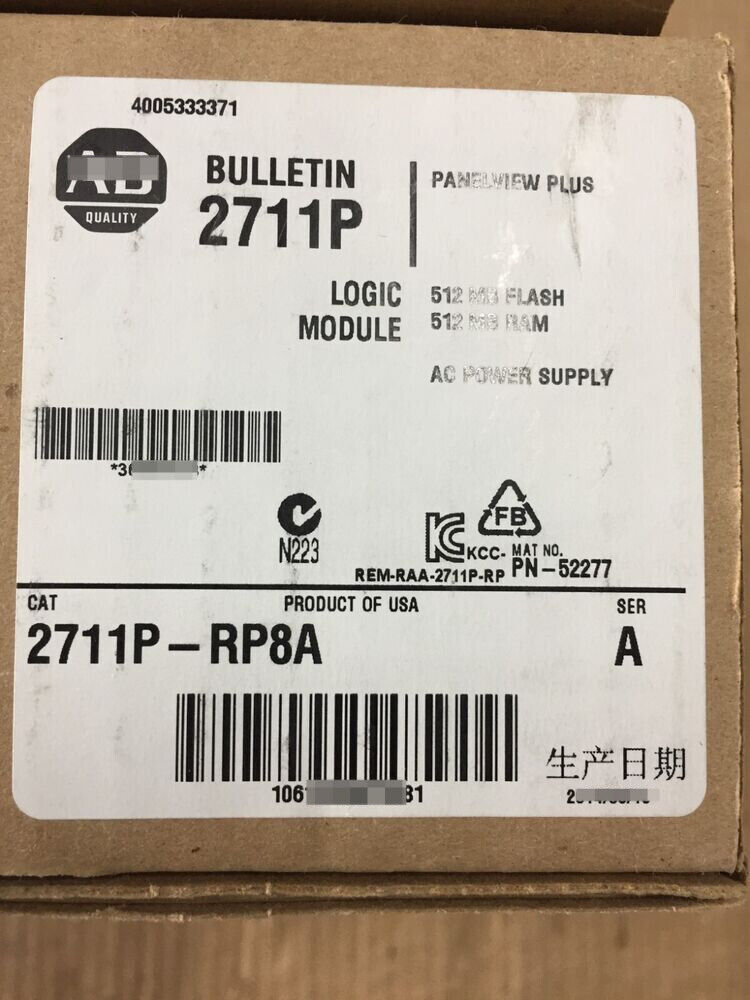 4005333371
QUALITY
BULLETIN
2711P
PANELVIEW PLUS
LOGIC
MODULE
512 MB FLASH
512 MB RAM
AC POWER SUPPLY
N223
KCC-
REM-RAA-2711P-RP
FB
MAT NO.
PN-52277
CAT
PRODUCT OF USA
SER
2711P-RP8A
A
生产日期